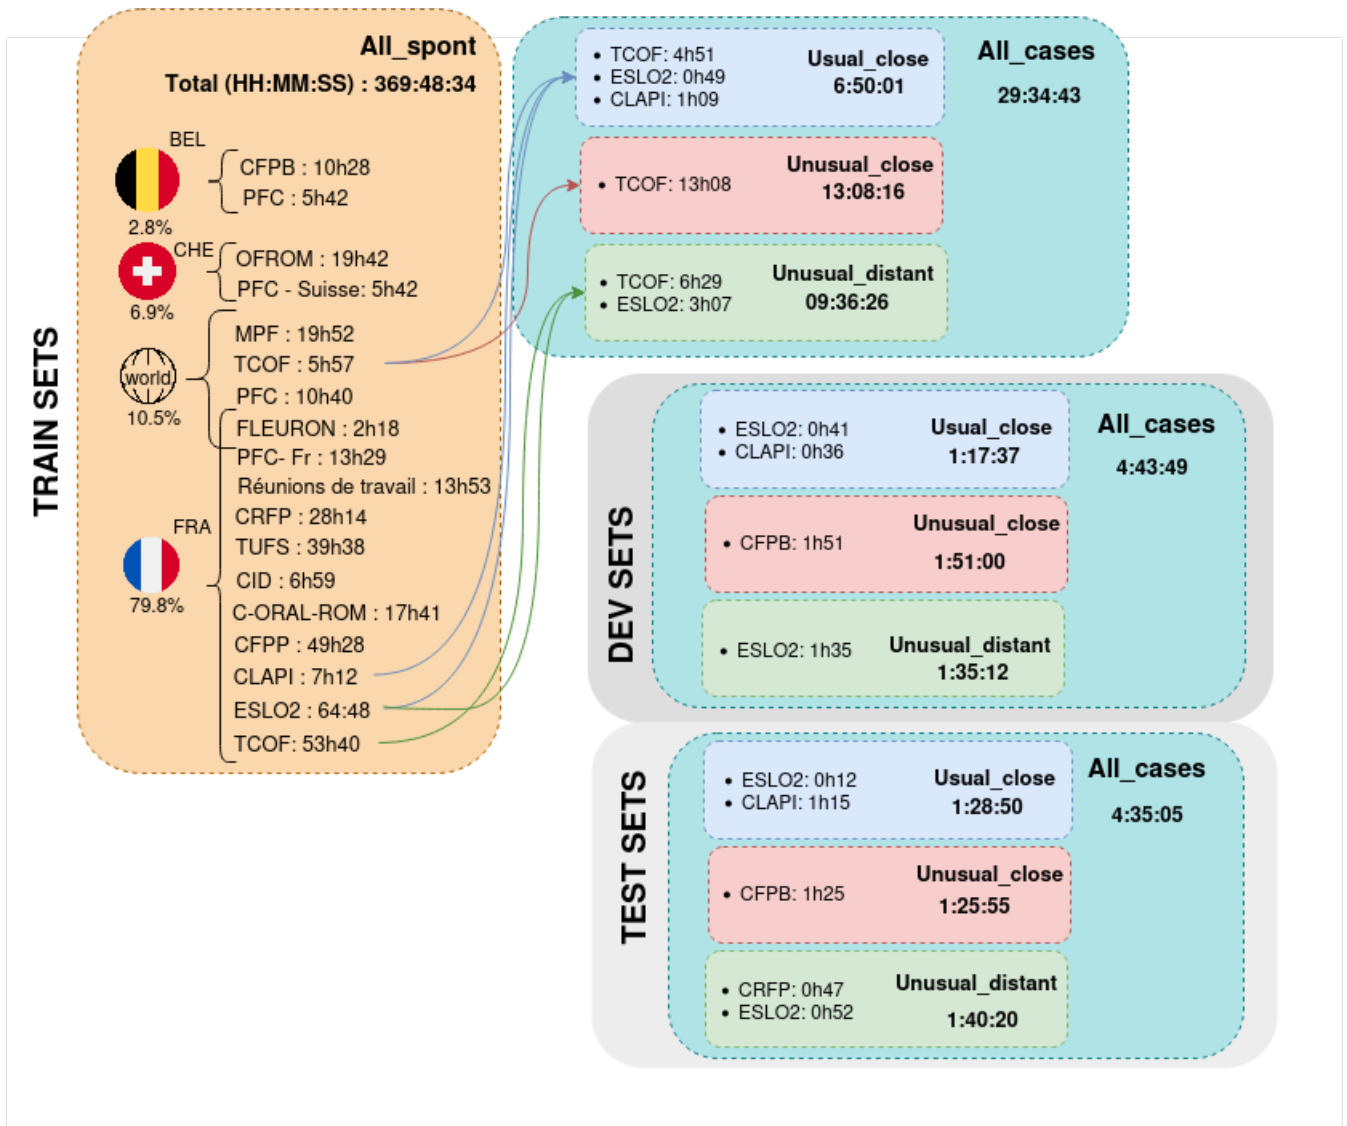 TRAIN SETS
All_spont
Total (HH:MM:SS) : 369:48:34
BEL
2.8%
CFPB : 10h28
PFC : 5h42
CHE
6.9%
OFROM : 19h42
PFC - Suisse: 5h42
world
10.5%
MPF : 19h52
TCOF : 5h57
PFC : 10h40
FLEURON : 2h18
FRA
79.8%
PFC- Fr : 13h29
Réunions de travail : 13h53
CRFP : 28h14
TUFS : 39h38
CID : 6h59
C-ORAL-ROM : 17h41
CFPP : 49h28
CLAPI : 7h12
ESLO2 : 64:48
TCOF: 53h40
All_cases
29:34:43
• TCOF: 4h51
• ESLO2: 0h49
• CLAPI: 1h09
Usual_close
6:50:01
• TCOF: 13h08
Unusual_close
13:08:16
• TCOF: 6h29
• ESLO2: 3h07
Unusual_distant
09:36:26
DEV SETS
All_cases
4:43:49
• ESLO2: 0h41
• CLAPI: 0h36
Usual_close
1:17:37
• CFPB: 1h51
Unusual_close
1:51:00
• ESLO2: 1h35
Unusual_distant
1:35:12
TEST SETS
All_cases
4:35:05
• ESLO2: 0h12
• CLAPI: 1h15
Usual_close
1:28:50
• CFPB: 1h25
Unusual_close
1:25:55
• CRFP: 0h47
• ESLO2: 0h52
Unusual_distant
1:40:20